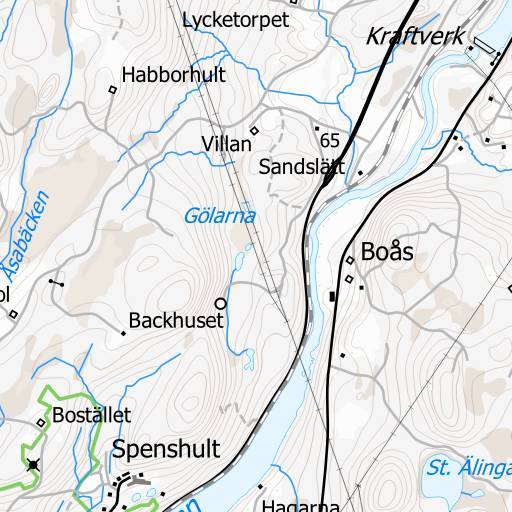 Lycketorpet
Kraftverk
Habborhult
Villan
65
Sandslätt
Åsabäcken
Gölarna
Boås
Backhuset
Bostället
Spenshult
St. Älinga
Hagarna